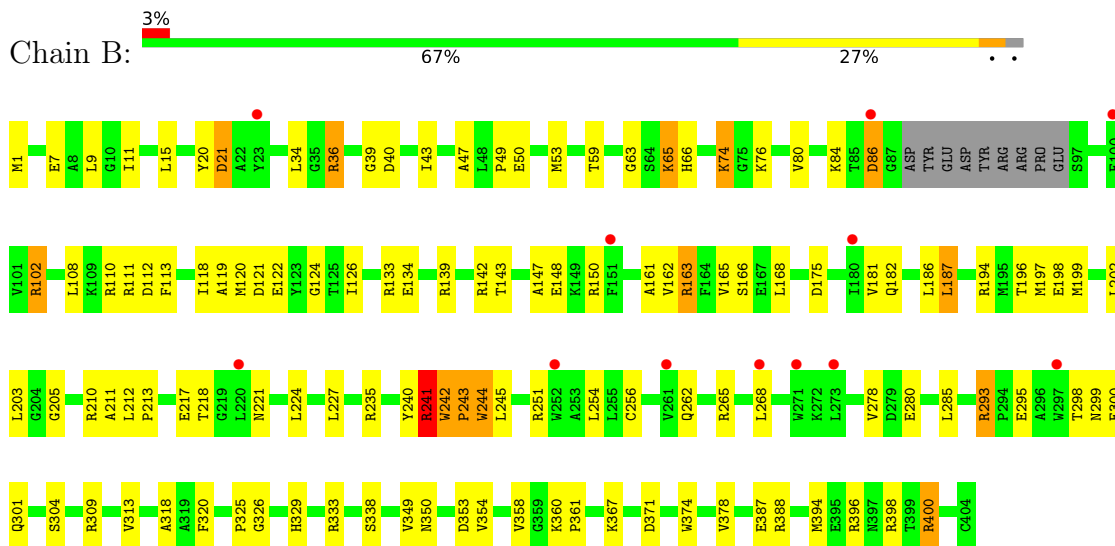 3%
Chain B:
67% 27% • •
M1 E7 A8 L9 G10 I11 L15 Y20 D21 A22 Y23 L34 G35 R36 G39 D40 I43 A47 L48 P49 E50 M53 T59 G63 S64 K65 H66 K74 G75 K76 V80 K84 T85 D86 G87 ASP TYR GLU ASP TYR ARG ARG PRO GLU S97 E100
V101 R102 L108 K109 R110 R111 D112 F113 I118 A119 M120 D121 E122 Y123 G124 T125 I126 R133 E134 R139 R142 T143 A147 E148 K149 R150 F151 A161 V162 R163 F164 V165 S166 E167 L168 D175 I180 V181 Q182 L186 L187 R194 M195 T196 M197 E198 M199 L202
L203 G204 G205 R210 A211 L212 P213 E217 T218 G219 L220 N221 L224 L227 R235 Y240 R241 W242 P243 W244 L245 R251 W252 A253 L254 L255 C256 V261 Q262 R265 L268 W271 K272 L273 V278 D279 E280 L285 R293 P294 E295 A296 W297 T298 N299 E300
Q301 S304 R309 V313 A318 A319 F320 P325 G326 H329 R333 S338 V349 N350 D353 V354 V358 G359 K360 P361 K367 D371 W374 V378 E387 R388 M394 E395 R396 N397 R398 T399 R400 C404